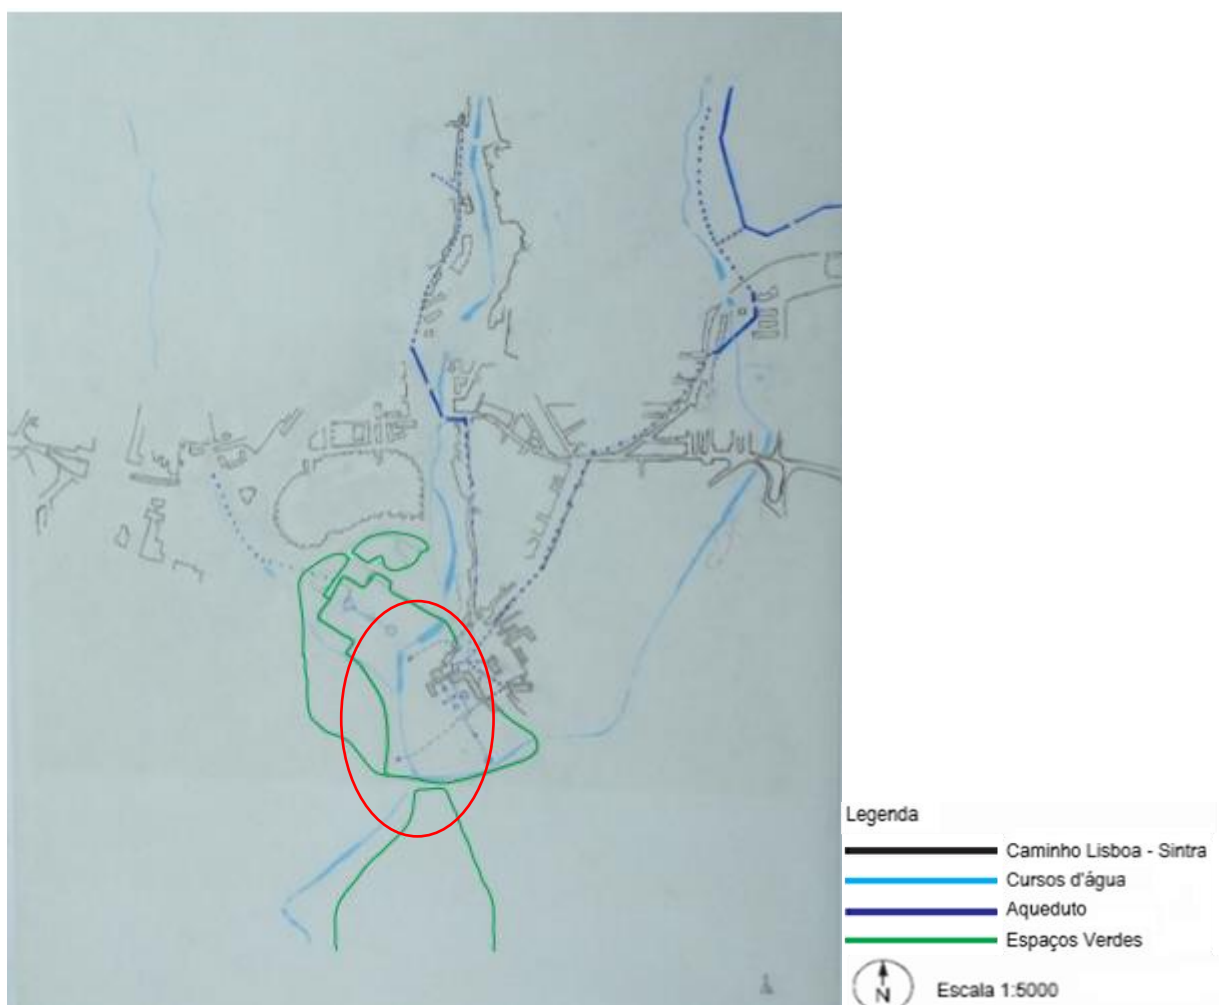 Legenda
Caminho Lisboa - Sintra
Cursos d'água
Aqueduto
Espaços Verdes
N
Escala 1:5000